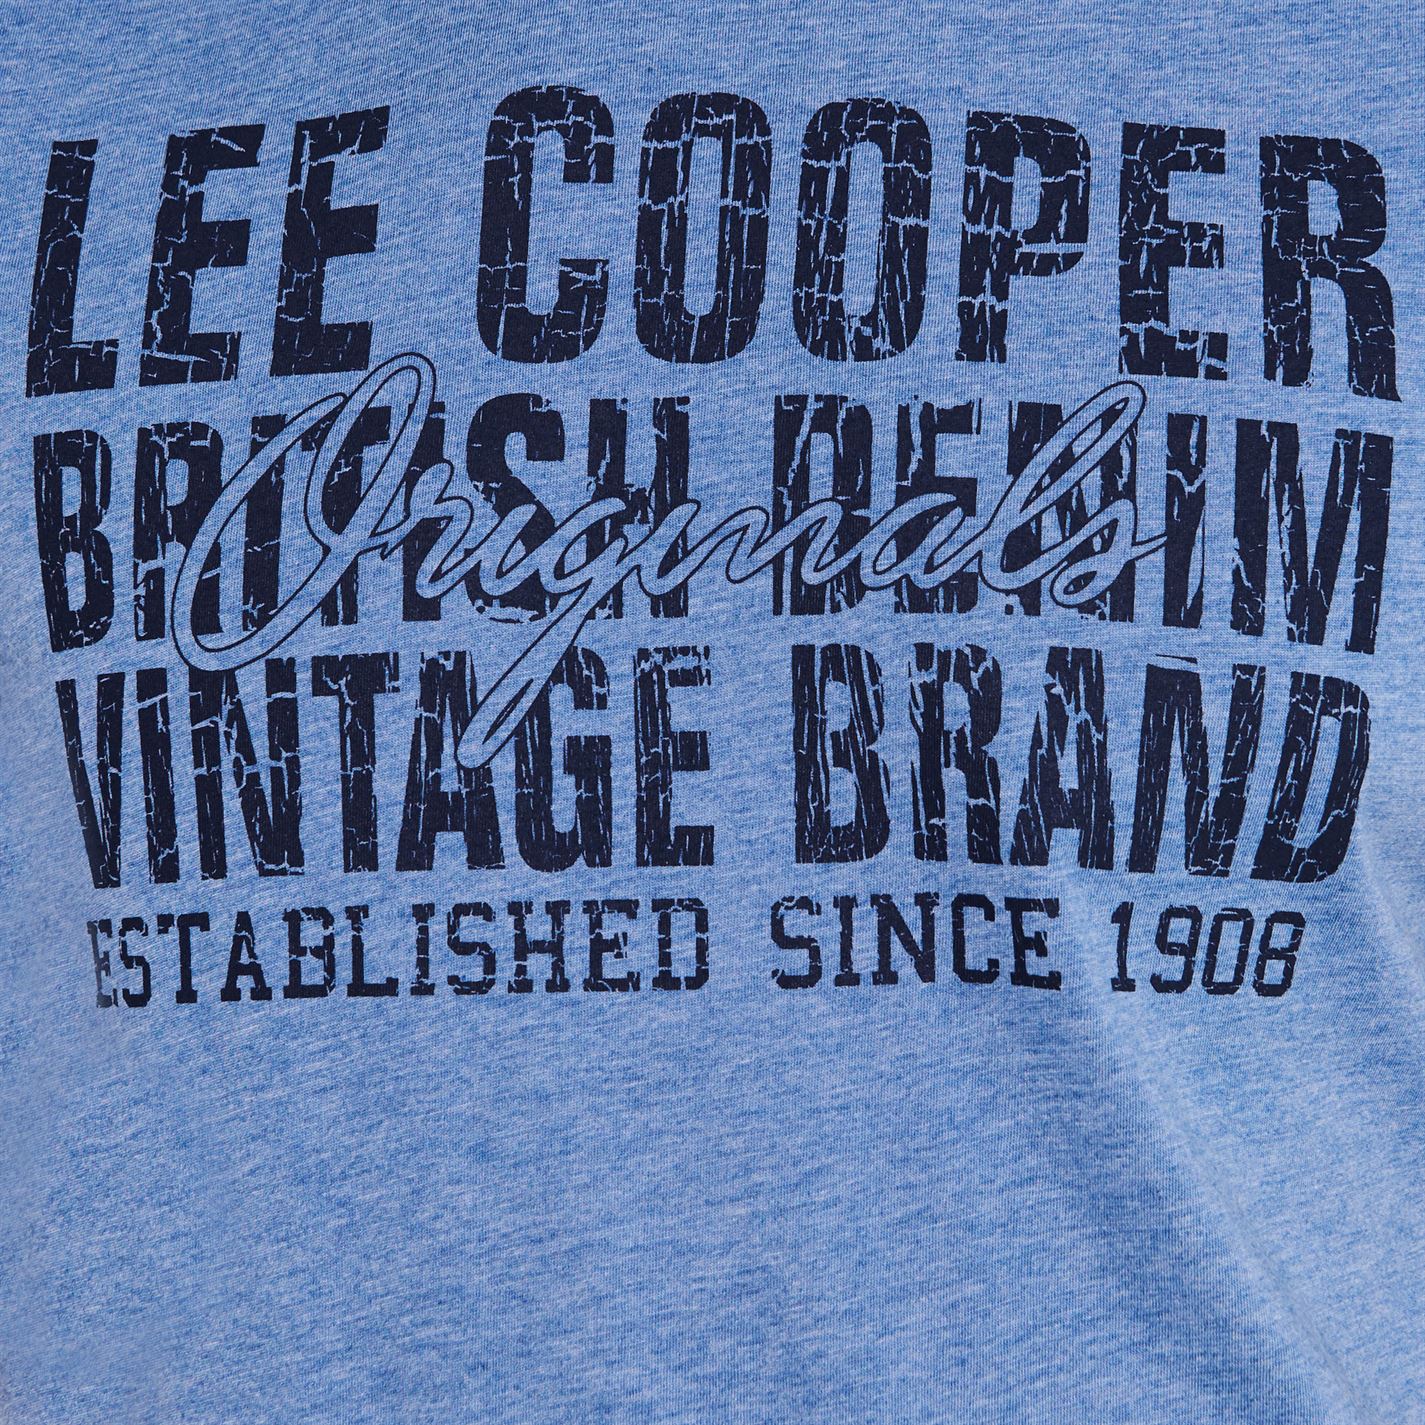 LEE COOPER
BRITISH DENIM
Originals
VINTAGE BRAND
ESTABLISHED SINCE 1908